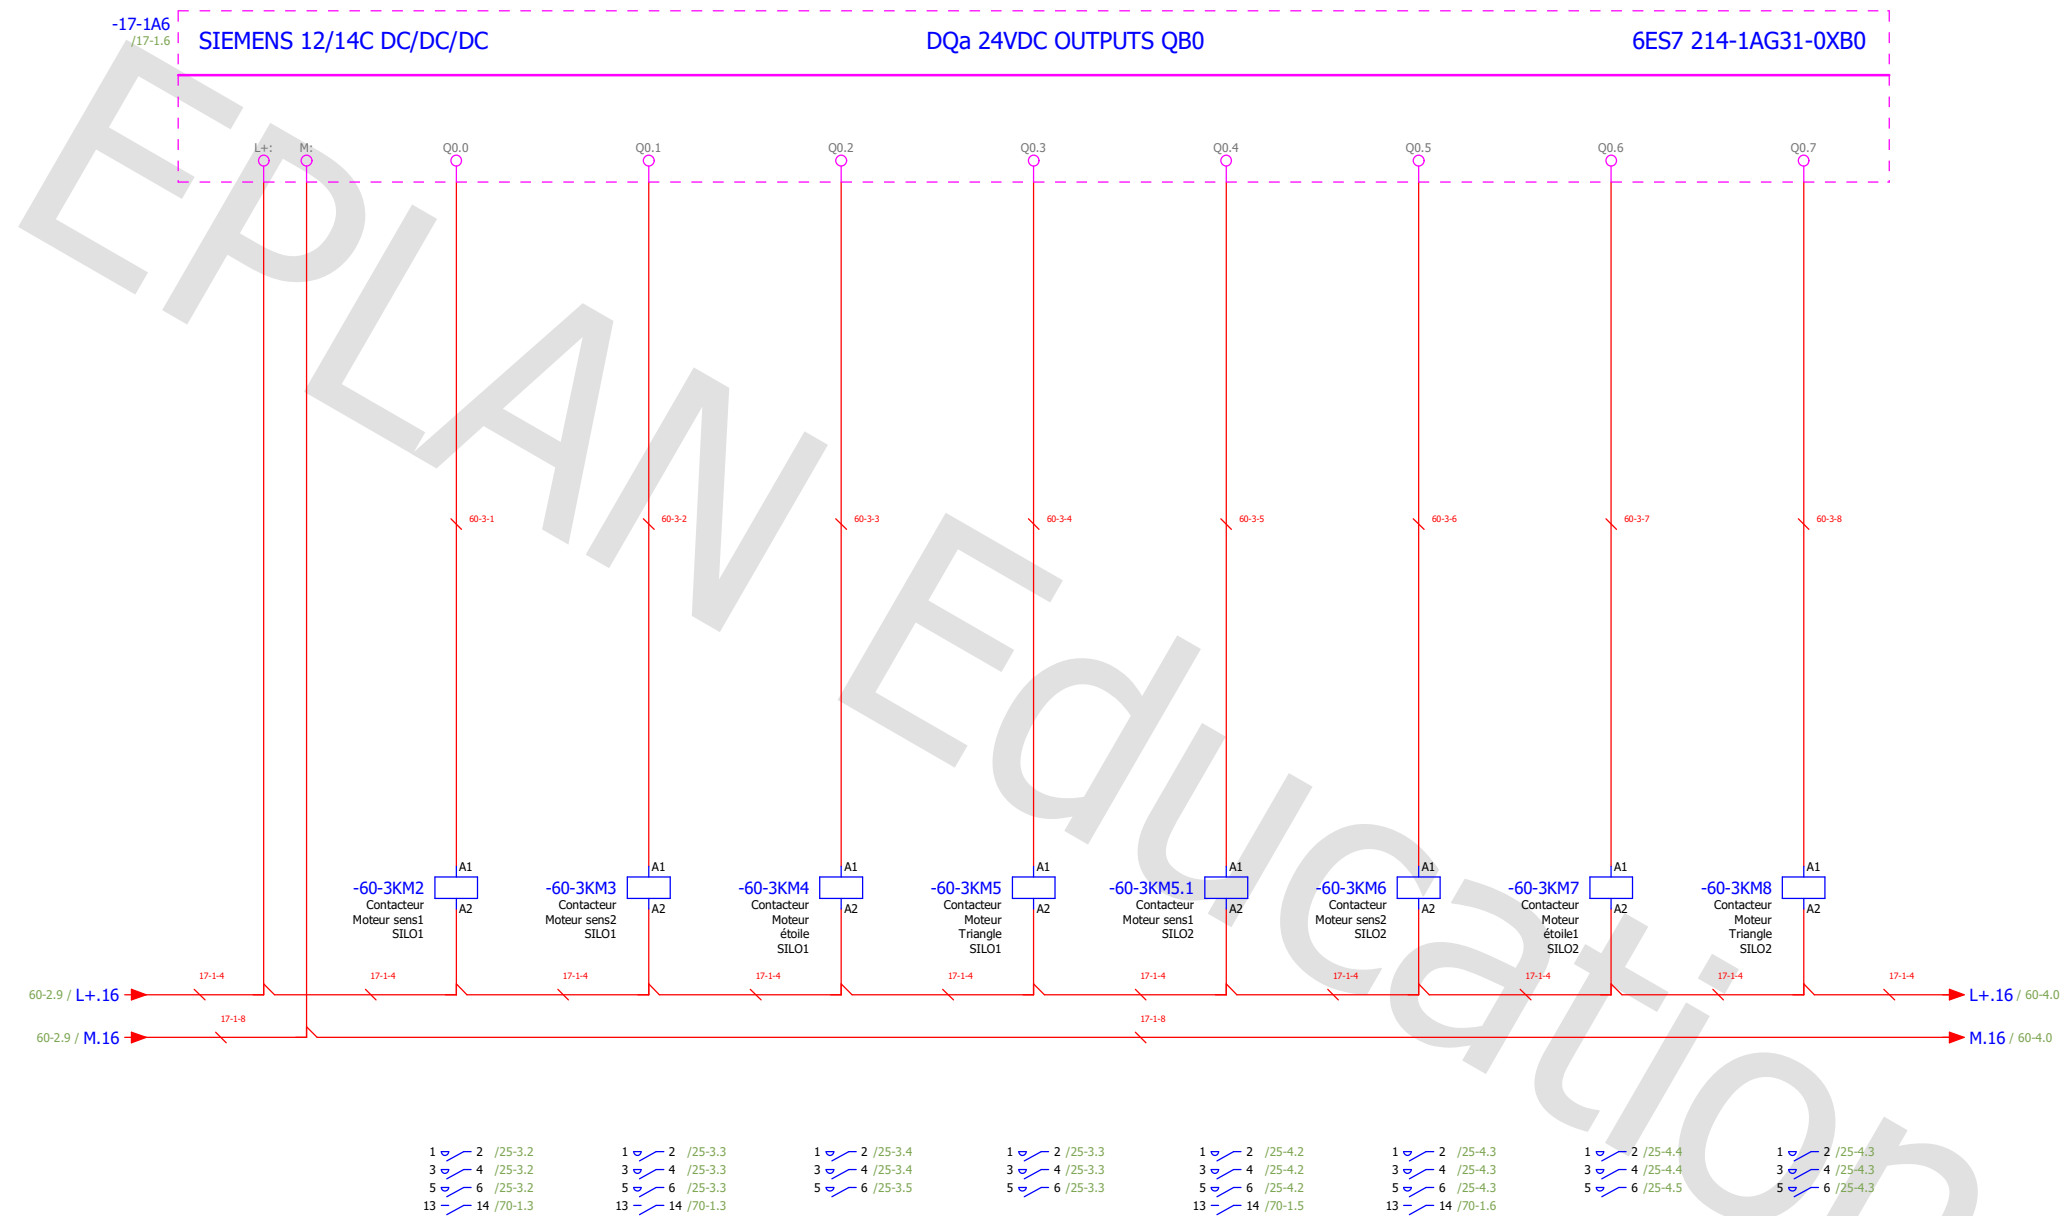 -17-1A6
/17-1.6
SIEMENS 12/14C DC/DC/DC DQa 24VDC OUTPUTS QB0 6ES7 214-1AG31-0XB0
L+: M: Q0.0 Q0.1 Q0.2 Q0.3 Q0.4 Q0.5 Q0.6 Q0.7
EPLAN Education
60-3-1 60-3-2 60-3-3 60-3-4 60-3-5 60-3-6 60-3-7 60-3-8
A1 A1 A1 A1 A1 A1 A1 A1
-60-3KM2 -60-3KM3 -60-3KM4 -60-3KM5 -60-3KM5.1 -60-3KM6 -60-3KM7 -60-3KM8
Contacteur Contacteur Contacteur Contacteur Contacteur Contacteur Contacteur Contacteur
A2 A2 A2 A2 A2 A2 A2 A2
Moteur sens1 Moteur sens2 Moteur Moteur Moteur sens1 Moteur sens2 Moteur Moteur
SILO1 SILO1 étoile Triangle SILO2 SILO2 étoile1 Triangle
SILO1 SILO1 SILO2 SILO2
17-1-4 17-1-4 17-1-4 17-1-4 17-1-4 17-1-4 17-1-4 17-1-4 17-1-4 17-1-4
60-2.9 / L+.16 L+.16 / 60-4.0
17-1-8 17-1-8
60-2.9 / M.16 M.16 / 60-4.0
1 2 /25-3.2 1 2 /25-3.3 1 2 /25-3.4 1 2 /25-3.3 1 2 /25-4.2 1 2 /25-4.3 1 2 /25-4.4 1 2 /25-4.3
3 4 /25-3.2 3 4 /25-3.3 3 4 /25-3.4 3 4 /25-3.3 3 4 /25-4.2 3 4 /25-4.3 3 4 /25-4.4 3 4 /25-4.3
5 6 /25-3.2 5 6 /25-3.3 5 6 /25-3.5 5 6 /25-3.3 5 6 /25-4.2 5 6 /25-4.3 5 6 /25-4.5 5 6 /25-4.3
13 14 /70-1.3 13 14 /70-1.3 13 14 /70-1.5 13 14 /70-1.6